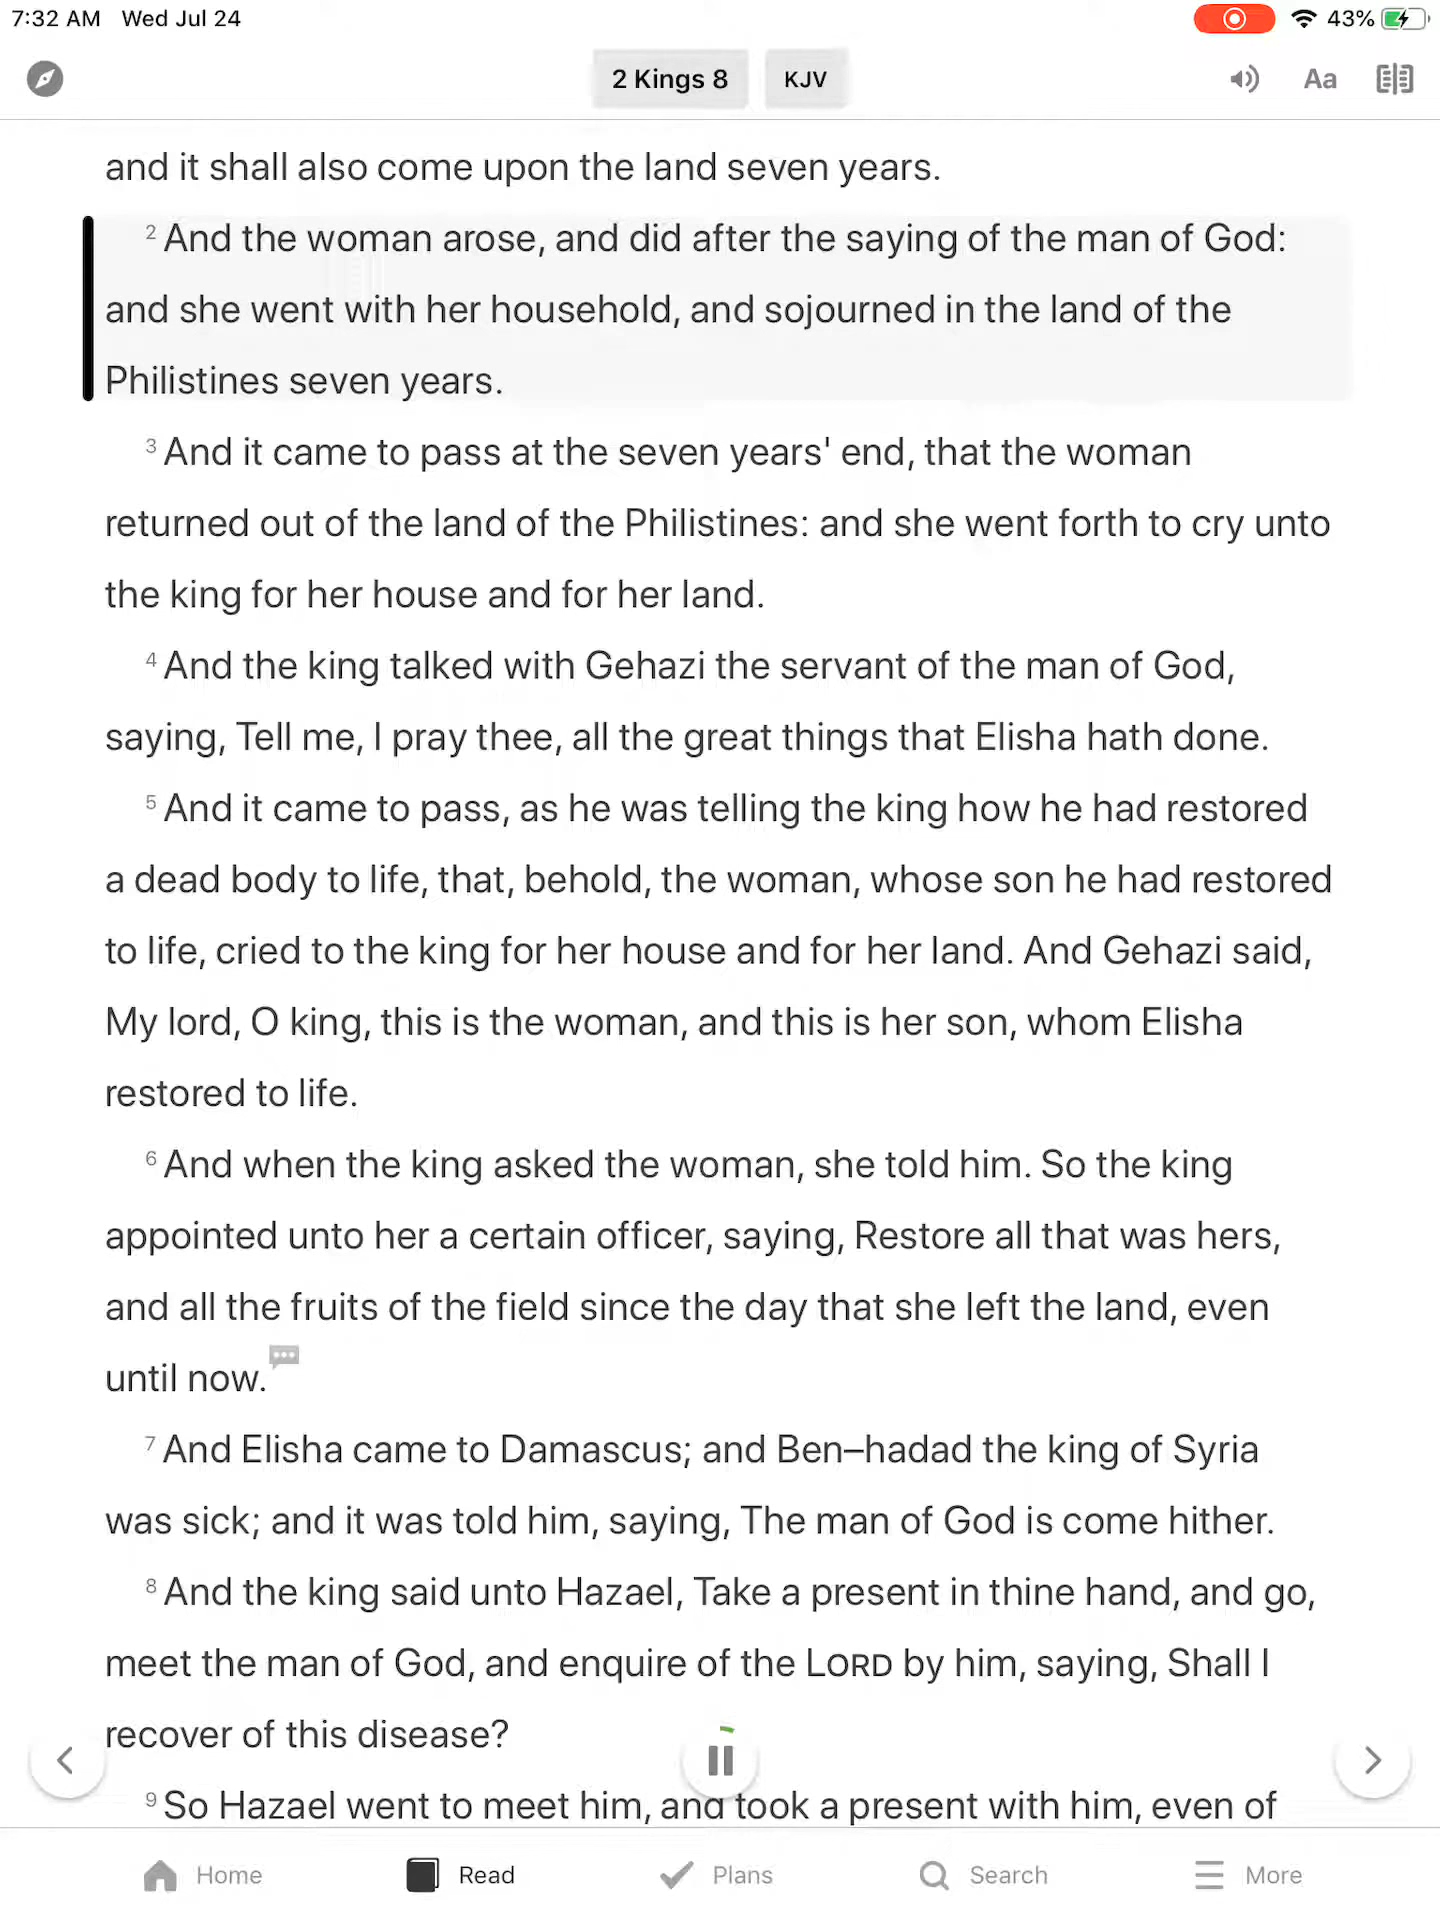 7:32 AM Wed Jul 24
43%
2 Kings 8 KJV
Aa
and it shall also come upon the land seven years.
2 And the woman arose, and did after the saying of the man of God:
and she went with her household, and sojourned in the land of the
Philistines seven years.
3 And it came to pass at the seven years' end, that the woman
returned out of the land of the Philistines: and she went forth to cry unto
the king for her house and for her land.
4 And the king talked with Gehazi the servant of the man of God,
saying, Tell me, I pray thee, all the great things that Elisha hath done.
5 And it came to pass, as he was telling the king how he had restored
a dead body to life, that, behold, the woman, whose son he had restored
to life, cried to the king for her house and for her land. And Gehazi said,
My lord, O king, this is the woman, and this is her son, whom Elisha
restored to life.
6 And when the king asked the woman, she told him. So the king
appointed unto her a certain officer, saying, Restore all that was hers,
and all the fruits of the field since the day that she left the land, even
until now.
7 And Elisha came to Damascus; and Ben–hadad the king of Syria
was sick; and it was told him, saying, The man of God is come hither.
8 And the king said unto Hazael, Take a present in thine hand, and go,
meet the man of God, and enquire of the LORD by him, saying, Shall I
recover of this disease?
9 So Hazael went to meet him, and took a present with him, even of
Home Read Plans Search More